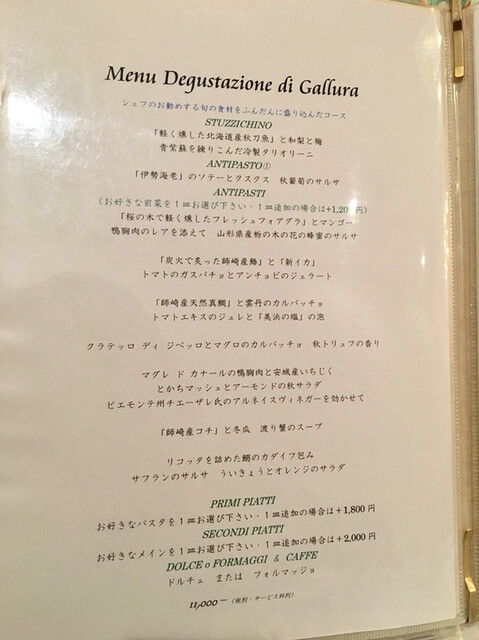 Menu Degustazione di Gallura
シェフのお勧めする旬の食材をふんだんに盛り込んだコース
STUZZICHINO
「軽く燻した北海道産秋刀魚」と和梨と梅
青紫蘇を練りこんだ冷製タリオリーニ
ANTIPASTO①
「伊勢海老」のソテーとクスクス 秋葡萄のサルサ
ANTIPASTI
(お好きな前菜を1皿お選び下さい・1皿追加の場合は+1,200円)
「桜の木で軽く燻したフレッシュフォアグラ」とマンゴー
鴨胸肉のレアを添えて 山形県産栃の木の花の蜂蜜のサルサ
「炭火で炙った師崎産鰆」と「新イカ」
トマトのガスパチョとアンチョビのジェラート
「師崎産天然真鯛」と雲丹のカルパッチョ
トマトエキスのジュレと「美浜の塩」の泡
クラテッロ ディ ジベッロとマグロのカルパッチョ 秋トリュフの香り
マグレ ド カナールの鴨胸肉と安城産いちじく
とかちマッシュとアーモンドの秋サラダ
ピエモンテ州チエーザレ氏のアルネイスヴィネガーを効かせて
「師崎産コチ」と冬瓜 渡り蟹のスープ
リコッタを詰めた鰯のカダイフ包み
サフランのサルサ ういきょうとオレンジのサラダ
PRIMI PIATTI
お好きなパスタを1皿お選び下さい・1皿追加の場合は+1,800円
SECONDI PIATTI
お好きなメインを1皿お選び下さい・1皿追加の場合は+2,000円
DOLCE o FORMAGGI & CAFFE
ドルチェ または フォルマッジョ
11,000ー (税別・サービス料別)